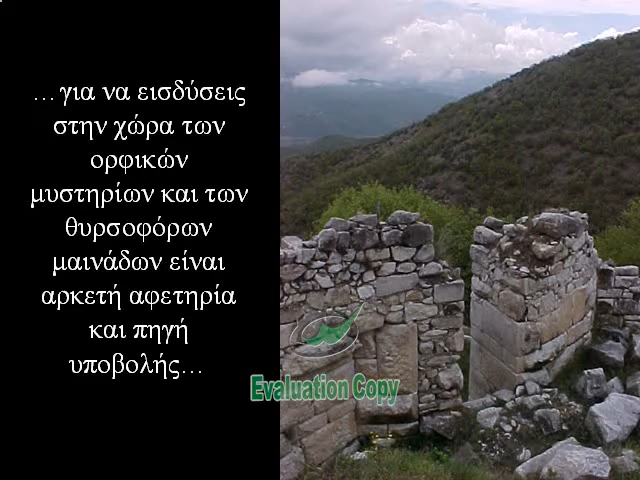 …για να εισδύσεις
στην χώρα των
ορφικών
μυστηρίων και των
θυρσοφόρων
μαινάδων είναι
αρκετή αφετηρία
και πηγή
υποβολής…
Evaluation Copy